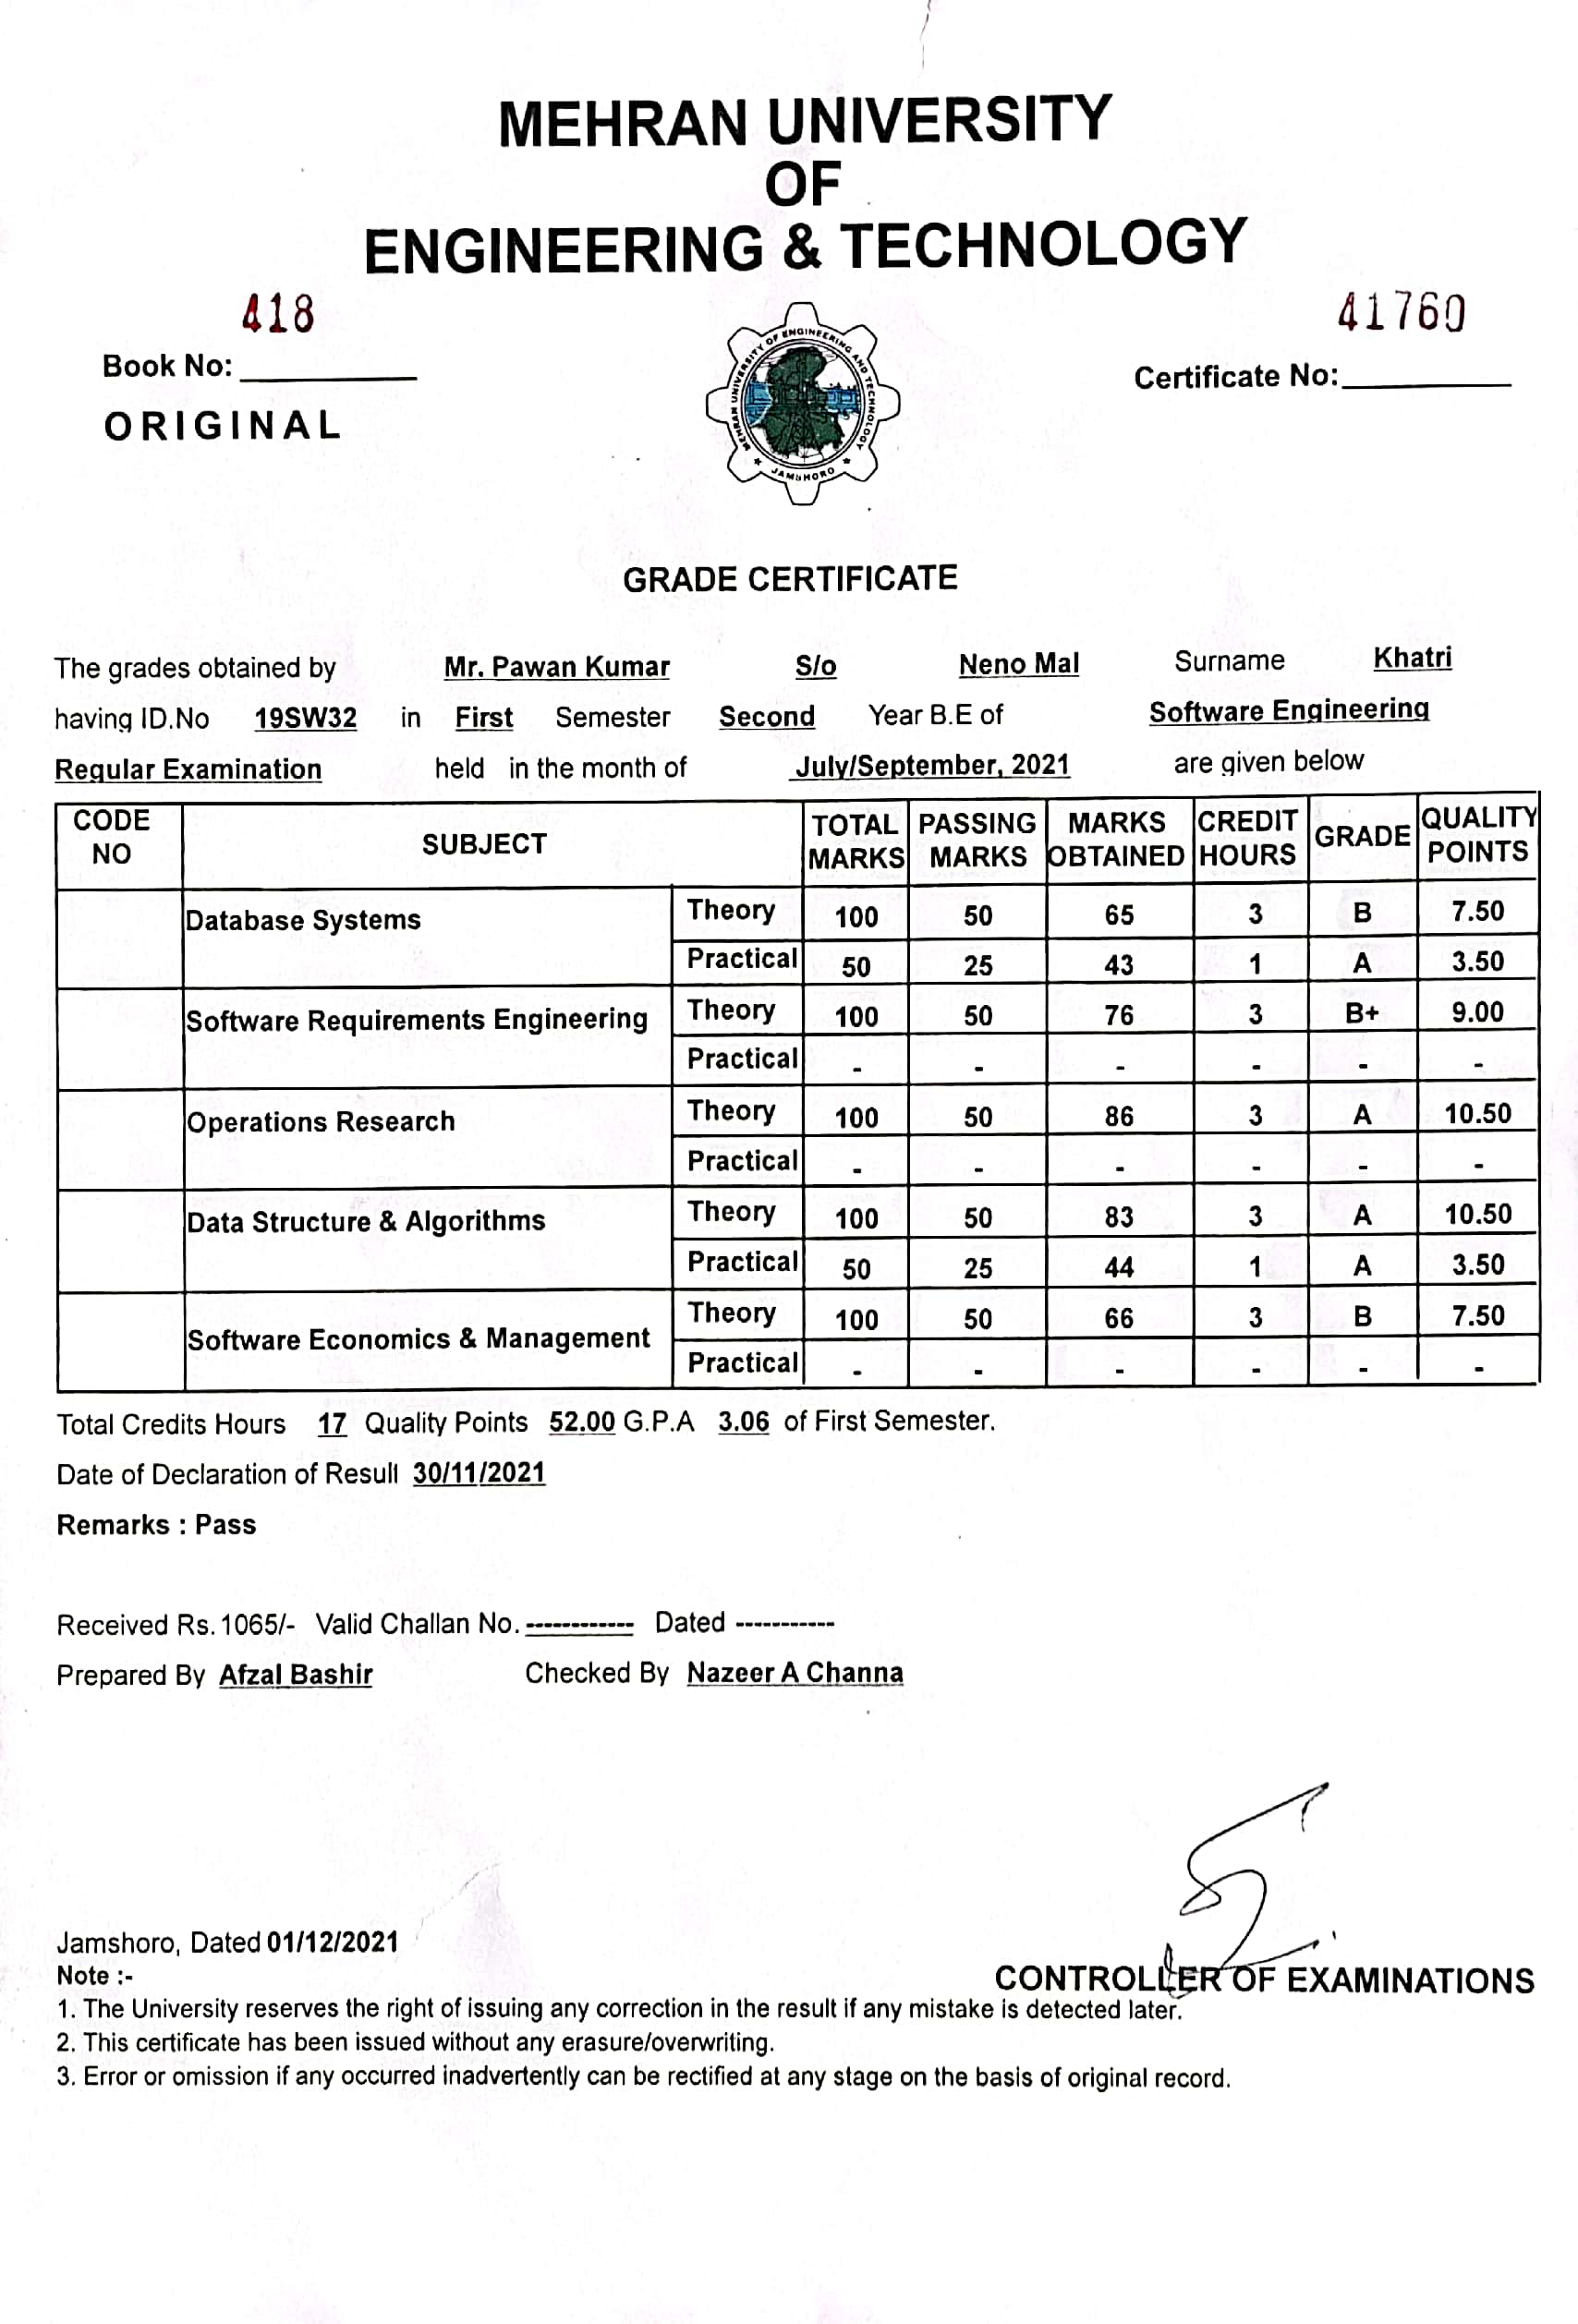 MEHRAN UNIVERSITY
OF
ENGINEERING & TECHNOLOGY
418
41760
Book No:
Certificate No:
ORIGINAL
MEHRAN UNIVERSITY OF ENGINEERING AND TECHNOLOGY
JAMSHORO
GRADE CERTIFICATE
The grades obtained by Mr. Pawan Kumar S/o Neno Mal Surname Khatri
having ID.No 19SW32 in First Semester Second Year B.E of Software Engineering
Regular Examination held in the month of July/September, 2021 are given below
CODE NO SUBJECT TOTAL MARKS PASSING MARKS MARKS OBTAINED CREDIT HOURS GRADE QUALITY POINTS
Database Systems Theory 100 50 65 3 B 7.50
Practical 50 25 43 1 A 3.50
Software Requirements Engineering Theory 100 50 76 3 B+ 9.00
Practical - - - - - -
Operations Research Theory 100 50 86 3 A 10.50
Practical - - - - - -
Data Structure & Algorithms Theory 100 50 83 3 A 10.50
Practical 50 25 44 1 A 3.50
Software Economics & Management Theory 100 50 66 3 B 7.50
Practical - - - - - -
Total Credits Hours 17 Quality Points 52.00 G.P.A 3.06 of First Semester.
Date of Declaration of Result 30/11/2021
Remarks : Pass
Received Rs. 1065/- Valid Challan No. ------------ Dated -----------
Prepared By Afzal Bashir Checked By Nazeer A Channa
Jamshoro, Dated 01/12/2021
Note :-
CONTROLLER OF EXAMINATIONS
1. The University reserves the right of issuing any correction in the result if any mistake is detected later.
2. This certificate has been issued without any erasure/overwriting.
3. Error or omission if any occurred inadvertently can be rectified at any stage on the basis of original record.